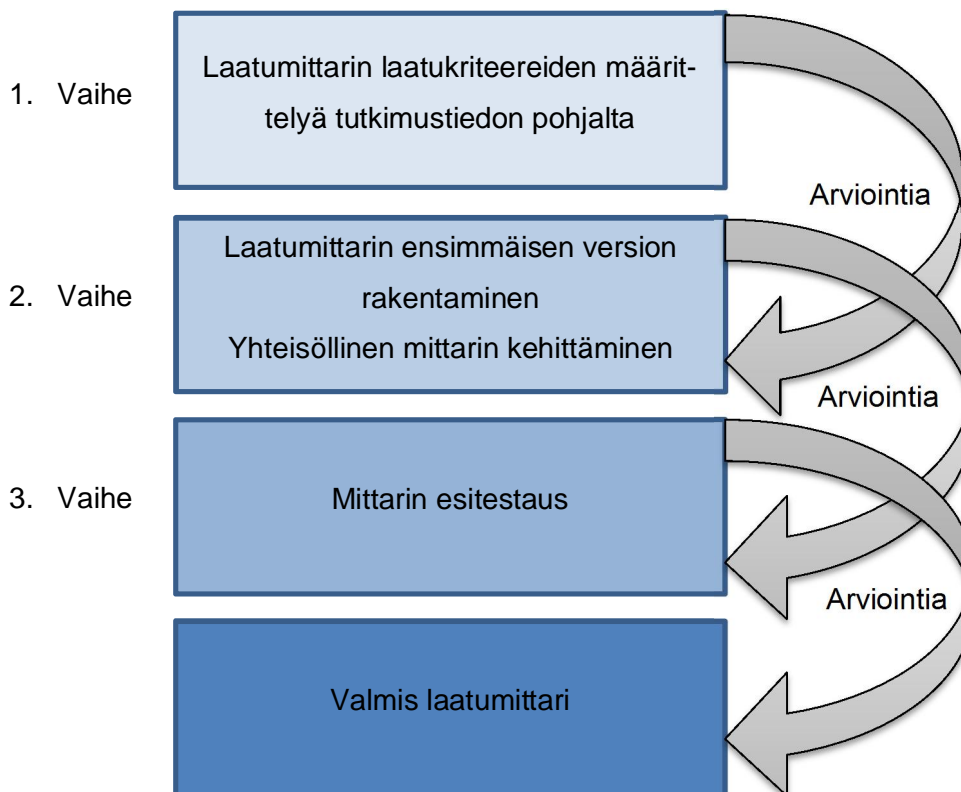 Laatumittarin laatukriteereiden määrit-
1. Vaihe
telyä tutkimustiedon pohjalta
Arviointia
Laatumittarin ensimmäisen version
2. Vaihe
rakentaminen
Yhteisöllinen mittarin kehittäminen
Arviointia
3. Vaihe
Mittarin esitestaus
Arviointia
Valmis laatumittari